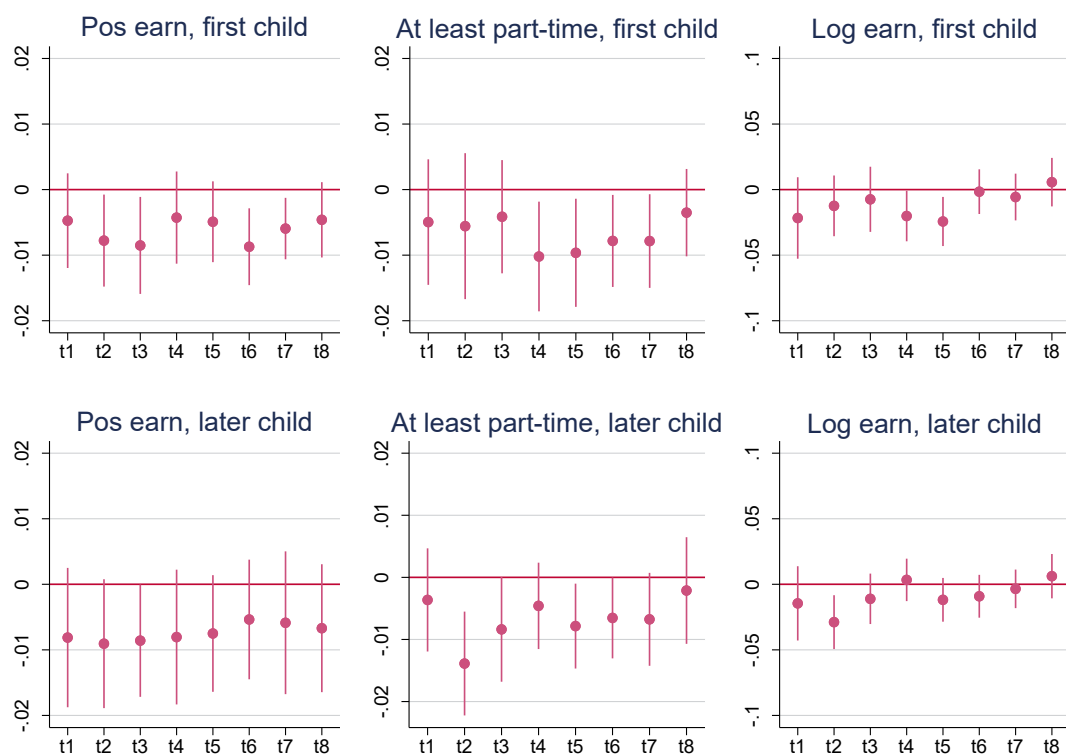 Pos earn, first child
At least part-time, first child
Log earn, first child
.02
.01
0
-.01
-.02
t1 t2 t3 t4 t5 t6 t7 t8
.02
.01
0
-.01
-.02
t1 t2 t3 t4 t5 t6 t7 t8
.1
.05
0
-.05
-.1
t1 t2 t3 t4 t5 t6 t7 t8
Pos earn, later child
At least part-time, later child
Log earn, later child
.02
.01
0
-.01
-.02
t1 t2 t3 t4 t5 t6 t7 t8
.02
.01
0
-.01
-.02
t1 t2 t3 t4 t5 t6 t7 t8
.1
.05
0
-.05
-.1
t1 t2 t3 t4 t5 t6 t7 t8